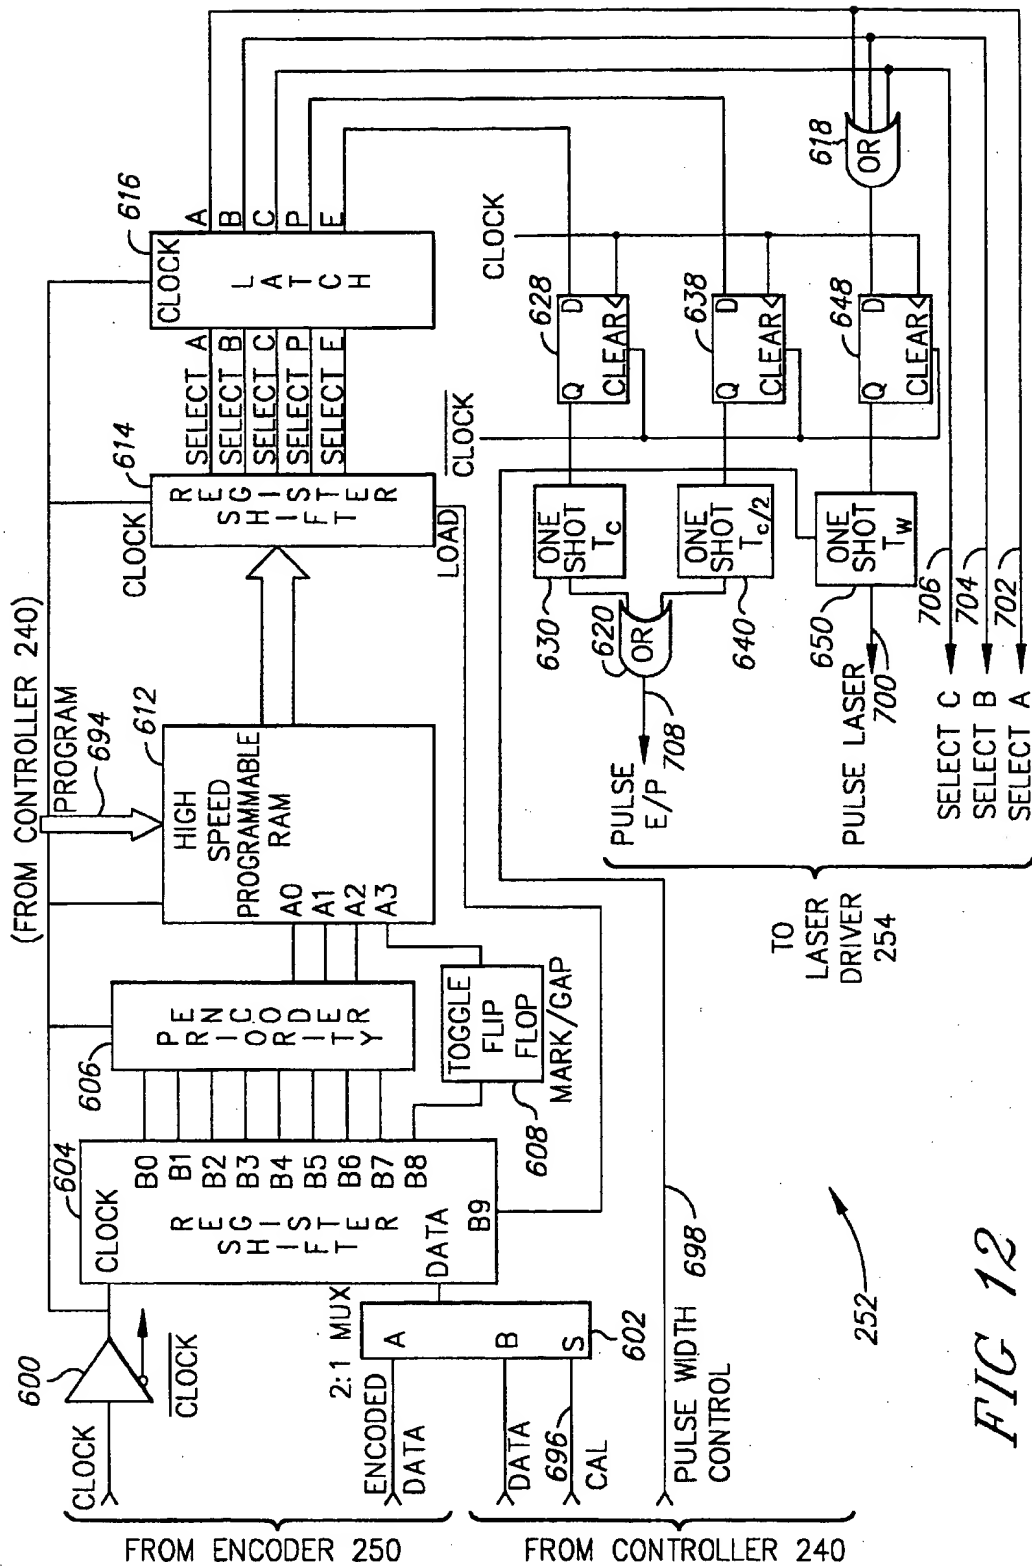 (FROM CONTROLLER 240)
PROGRAM
694
600
CLOCK
CLOCK
604
CLOCK
SHIFT
REGISTER
B0
B1
B2
B3
B4
B5
B6
B7
B8
B9
DATA
606
PRIORITY
ENCODER
612
HIGH
SPEED
PROGRAMMABLE
RAM
A0
A1
A2
A3
TOGGLE
FLIP
FLOP
MARK/GAP
608
614
CLOCK
SHIFT
REGISTER
LOAD
SELECT A
SELECT B
SELECT C
SELECT P
SELECT E
616
CLOCK
LATCH
A
B
C
P
E
2:1 MUX
A
B
S
602
ENCODED
DATA
DATA
696
CAL
PULSE WIDTH
CONTROL
698
FROM ENCODER 250
FROM CONTROLLER 240
CLOCK
CLOCK
628
D
Q
CLEAR
638
D
Q
CLEAR
648
D
Q
CLEAR
618
OR
ONE
SHOT
TC
630
ONE
SHOT
TC/2
640
ONE
SHOT
TW
650
620
OR
708
PULSE
E/P
PULSE LASER
700
SELECT C
706
SELECT B
704
SELECT A
702
TO
LASER
DRIVER
254
252
FIG 12